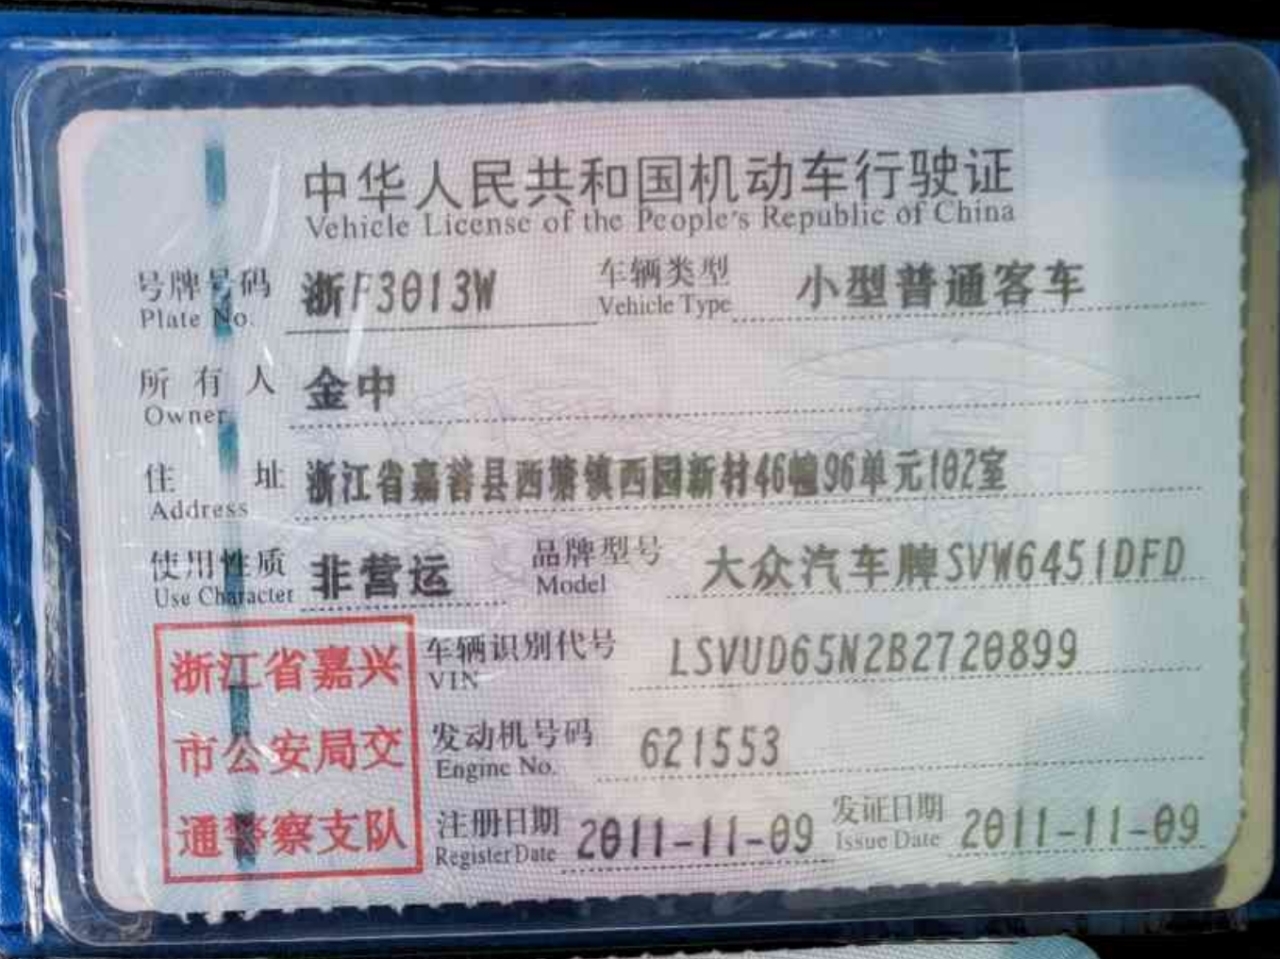 中华人民共和国机动车行驶证
Vehicle License of the People's Republic of China
号牌号码 浙F3013W 车辆类型 小型普通客车
Plate No. Vehicle Type
所有人 金中
Owner
住址 浙江省嘉善县西塘镇西园新村46幢96单元102室
Address
使用性质 非营运 品牌型号 大众汽车牌SVW6451DFD
Use Character Model
浙江省嘉兴
市公安局交
通警察支队
车辆识别代号 LSVUD65N2B2720899
VIN
发动机号码 621553
Engine No.
注册日期 2011-11-09 发证日期 2011-11-09
Register Date Issue Date